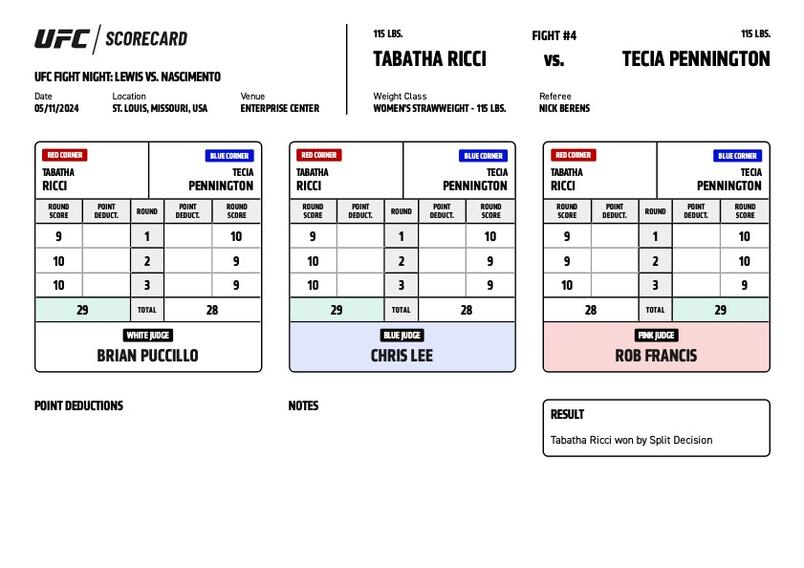 UFC / SCORECARD
UFC FIGHT NIGHT: LEWIS VS. NASCIMENTO
Date Location Venue
05/11/2024 ST. LOUIS, MISSOURI, USA ENTERPRISE CENTER
115 LBS. FIGHT #4 115 LBS.
TABATHA RICCI VS. TECIA PENNINGTON
Weight Class Referee
WOMEN'S STRAWWEIGHT - 115 LBS. NICK BERENS
RED CORNER BLUE CORNER
TABATHA TECIA
RICCI PENNINGTON
ROUND SCORE POINT DEDUCT. ROUND POINT DEDUCT. ROUND SCORE
9 1 10
10 2 9
10 3 9
29 TOTAL 28
WHITE JUDGE
BRIAN PUCCILLO
RED CORNER BLUE CORNER
TABATHA TECIA
RICCI PENNINGTON
ROUND SCORE POINT DEDUCT. ROUND POINT DEDUCT. ROUND SCORE
9 1 10
10 2 9
10 3 9
29 TOTAL 28
BLUE JUDGE
CHRIS LEE
RED CORNER BLUE CORNER
TABATHA TECIA
RICCI PENNINGTON
ROUND SCORE POINT DEDUCT. ROUND POINT DEDUCT. ROUND SCORE
9 1 10
9 2 10
10 3 9
28 TOTAL 29
PINK JUDGE
ROB FRANCIS
POINT DEDUCTIONS
NOTES
RESULT
Tabatha Ricci won by Split Decision